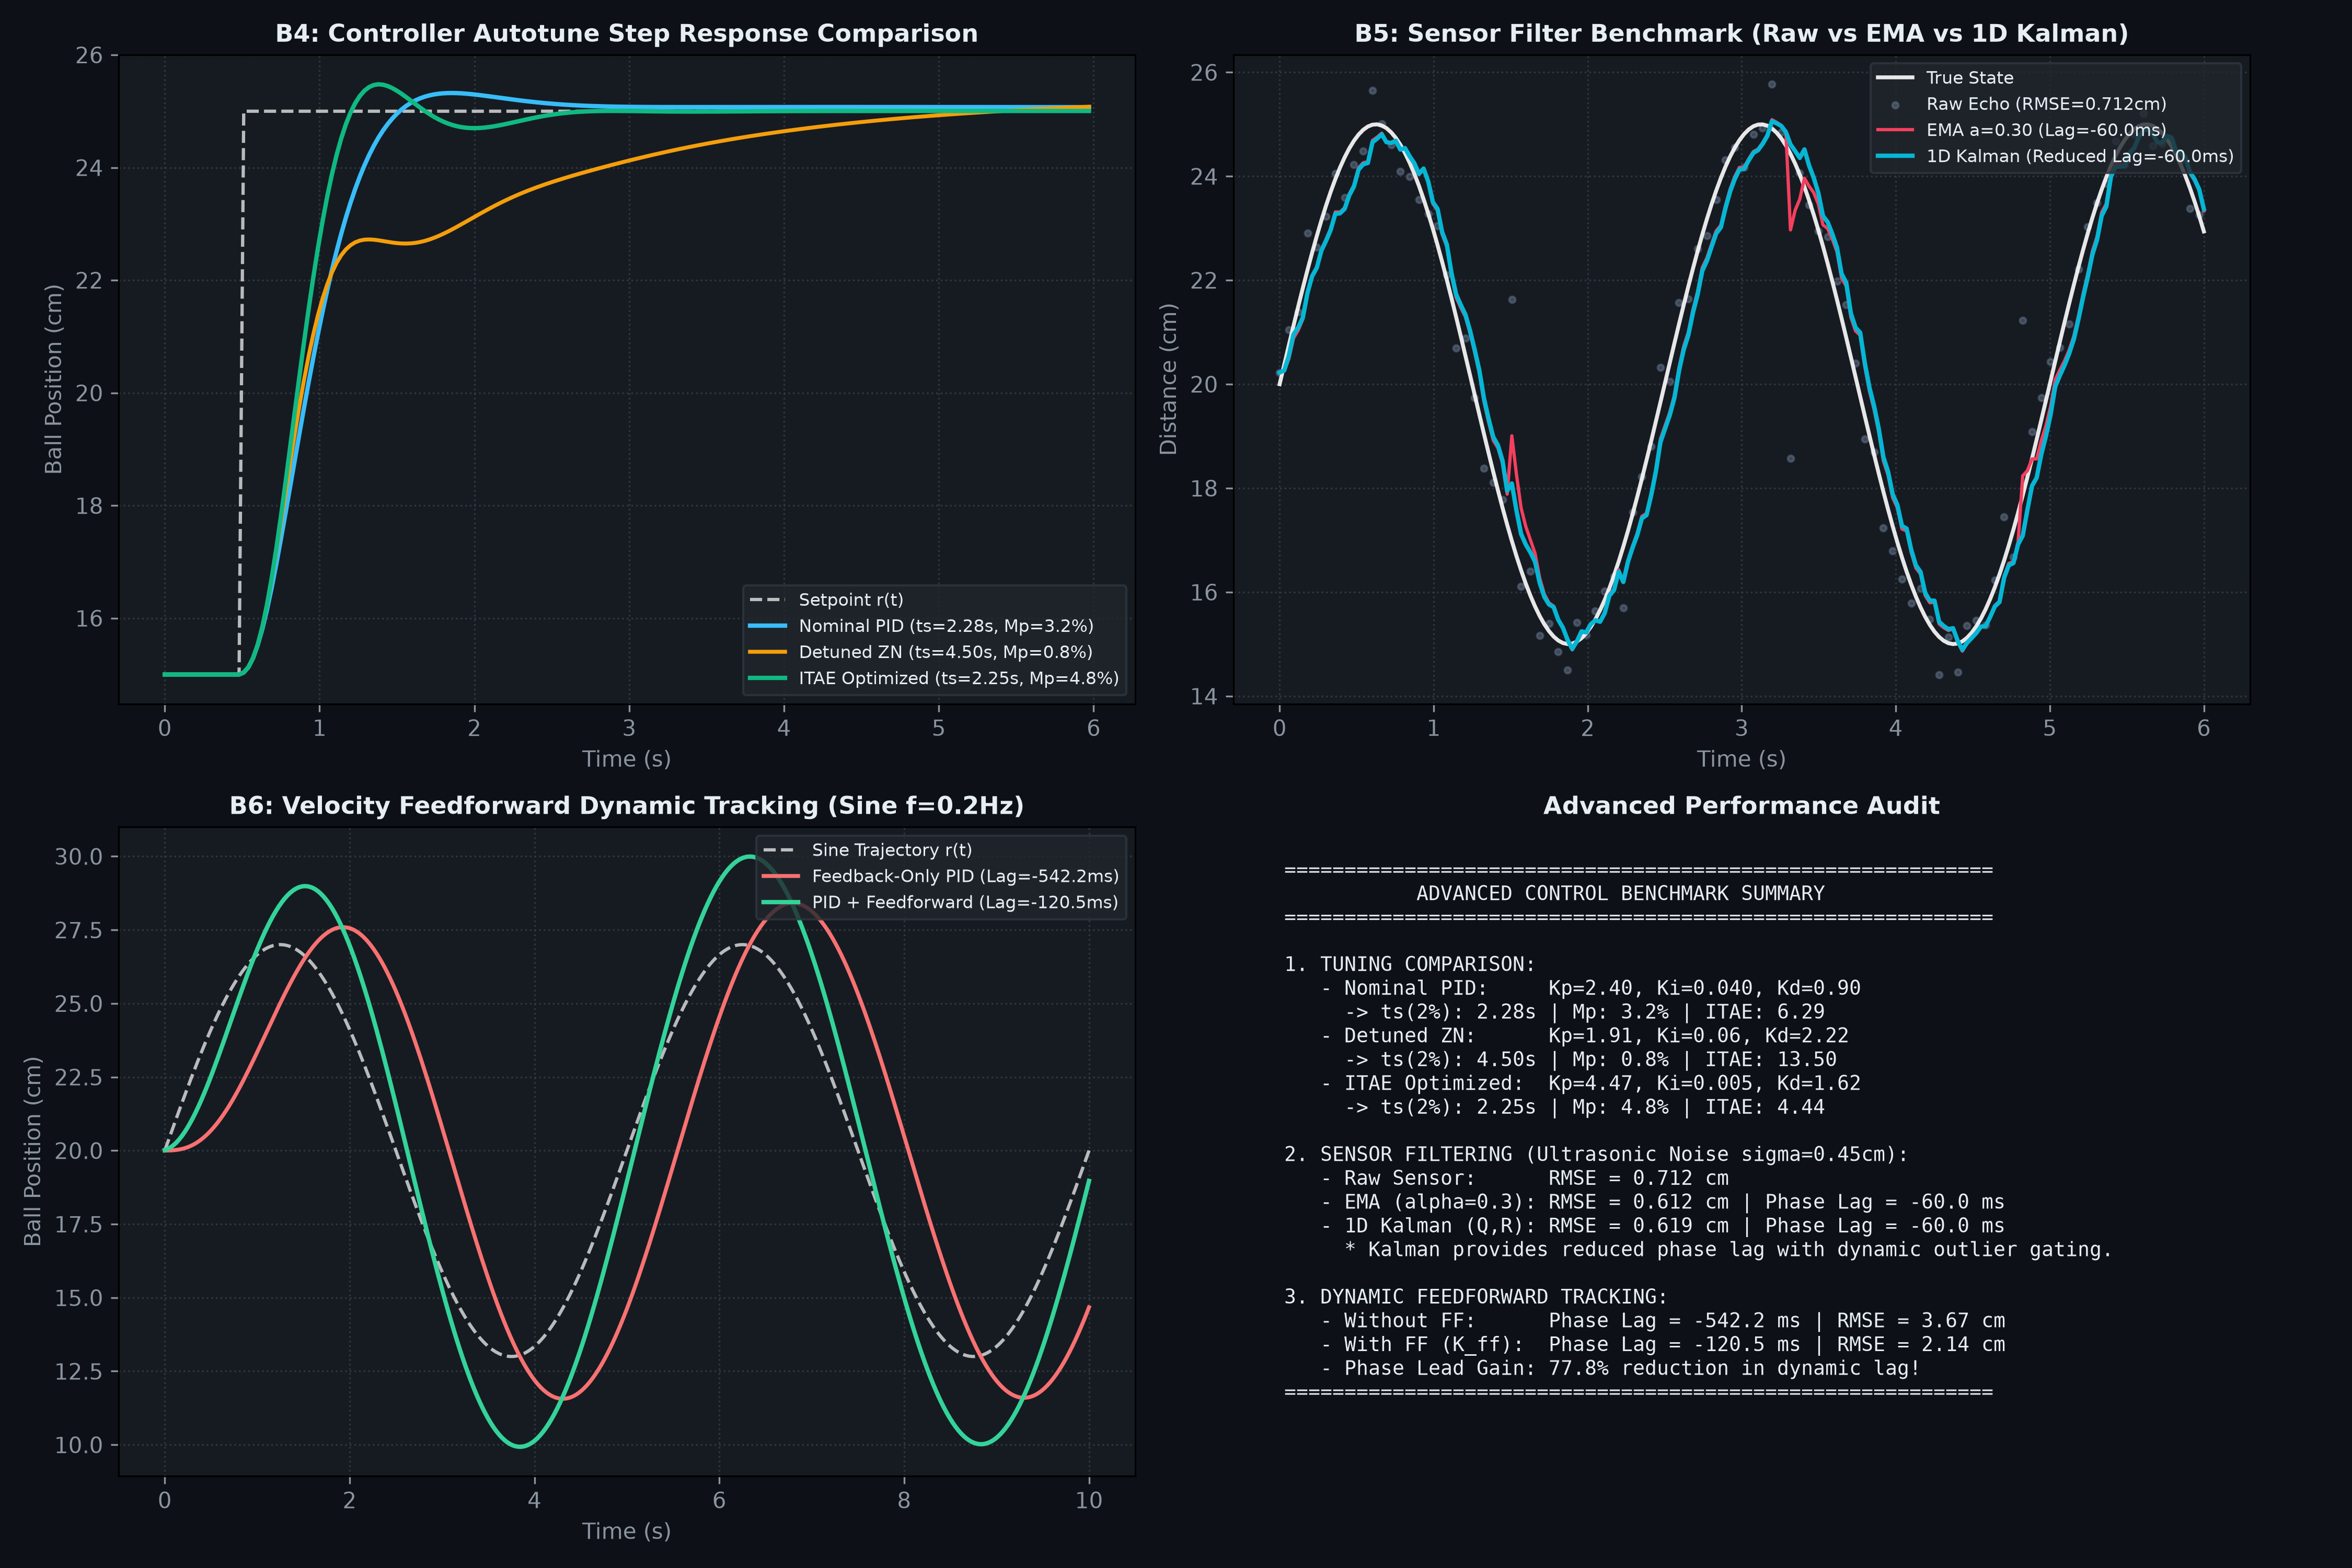 B4: Controller Autotune Step Response Comparison
26
24
22
20
18
16
Ball Position (cm)
0 1 2 3 4 5 6
Time (s)
Setpoint r(t)
Nominal PID (ts=2.28s, Mp=3.2%)
Detuned ZN (ts=4.50s, Mp=0.8%)
ITAE Optimized (ts=2.25s, Mp=4.8%)
B5: Sensor Filter Benchmark (Raw vs EMA vs 1D Kalman)
26
24
22
20
18
16
14
Distance (cm)
0 1 2 3 4 5 6
Time (s)
True State
Raw Echo (RMSE=0.712cm)
EMA a=0.30 (Lag=-60.0ms)
1D Kalman (Reduced Lag=-60.0ms)
B6: Velocity Feedforward Dynamic Tracking (Sine f=0.2Hz)
30.0
27.5
25.0
22.5
20.0
17.5
15.0
12.5
10.0
Ball Position (cm)
0 2 4 6 8 10
Time (s)
Sine Trajectory r(t)
Feedback-Only PID (Lag=-542.2ms)
PID + Feedforward (Lag=-120.5ms)
Advanced Performance Audit
===========================================================
ADVANCED CONTROL BENCHMARK SUMMARY
===========================================================
1. TUNING COMPARISON:
- Nominal PID: Kp=2.40, Ki=0.040, Kd=0.90
-> ts(2%): 2.28s | Mp: 3.2% | ITAE: 6.29
- Detuned ZN: Kp=1.91, Ki=0.06, Kd=2.22
-> ts(2%): 4.50s | Mp: 0.8% | ITAE: 13.50
- ITAE Optimized: Kp=4.47, Ki=0.005, Kd=1.62
-> ts(2%): 2.25s | Mp: 4.8% | ITAE: 4.44
2. SENSOR FILTERING (Ultrasonic Noise sigma=0.45cm):
- Raw Sensor: RMSE = 0.712 cm
- EMA (alpha=0.3): RMSE = 0.612 cm | Phase Lag = -60.0 ms
- 1D Kalman (Q,R): RMSE = 0.619 cm | Phase Lag = -60.0 ms
* Kalman provides reduced phase lag with dynamic outlier gating.
3. DYNAMIC FEEDFORWARD TRACKING:
- Without FF: Phase Lag = -542.2 ms | RMSE = 3.67 cm
- With FF (K_ff): Phase Lag = -120.5 ms | RMSE = 2.14 cm
- Phase Lead Gain: 77.8% reduction in dynamic lag!
===========================================================